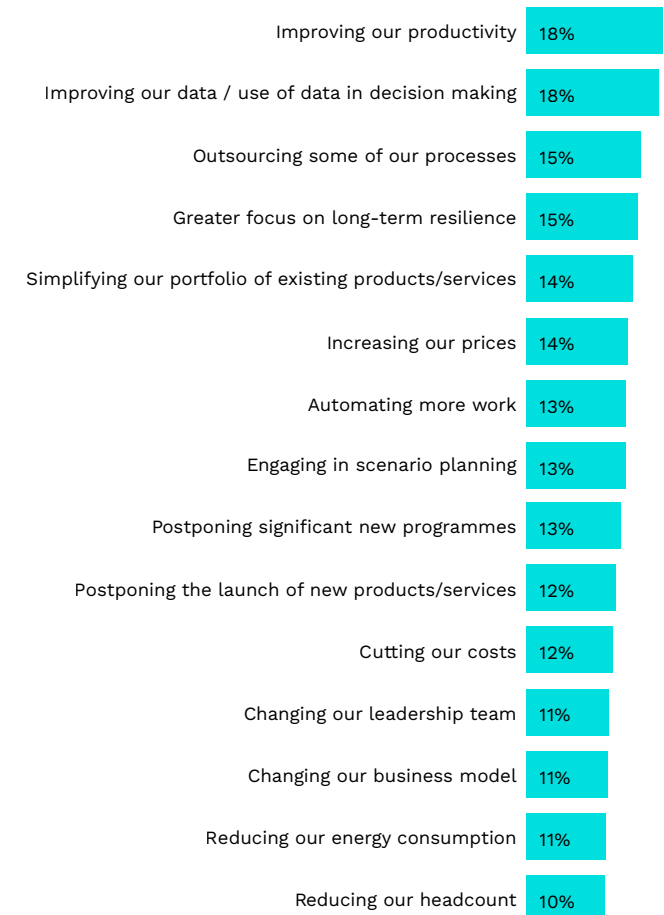 Improving our productivity 18%
Improving our data / use of data in decision making 18%
Outsourcing some of our processes 15%
Greater focus on long-term resilience 15%
Simplifying our portfolio of existing products/services 14%
Increasing our prices 14%
Automating more work 13%
Engaging in scenario planning 13%
Postponing significant new programmes 13%
Postponing the launch of new products/services 12%
Cutting our costs 12%
Changing our leadership team 11%
Changing our business model 11%
Reducing our energy consumption 11%
Reducing our headcount 10%